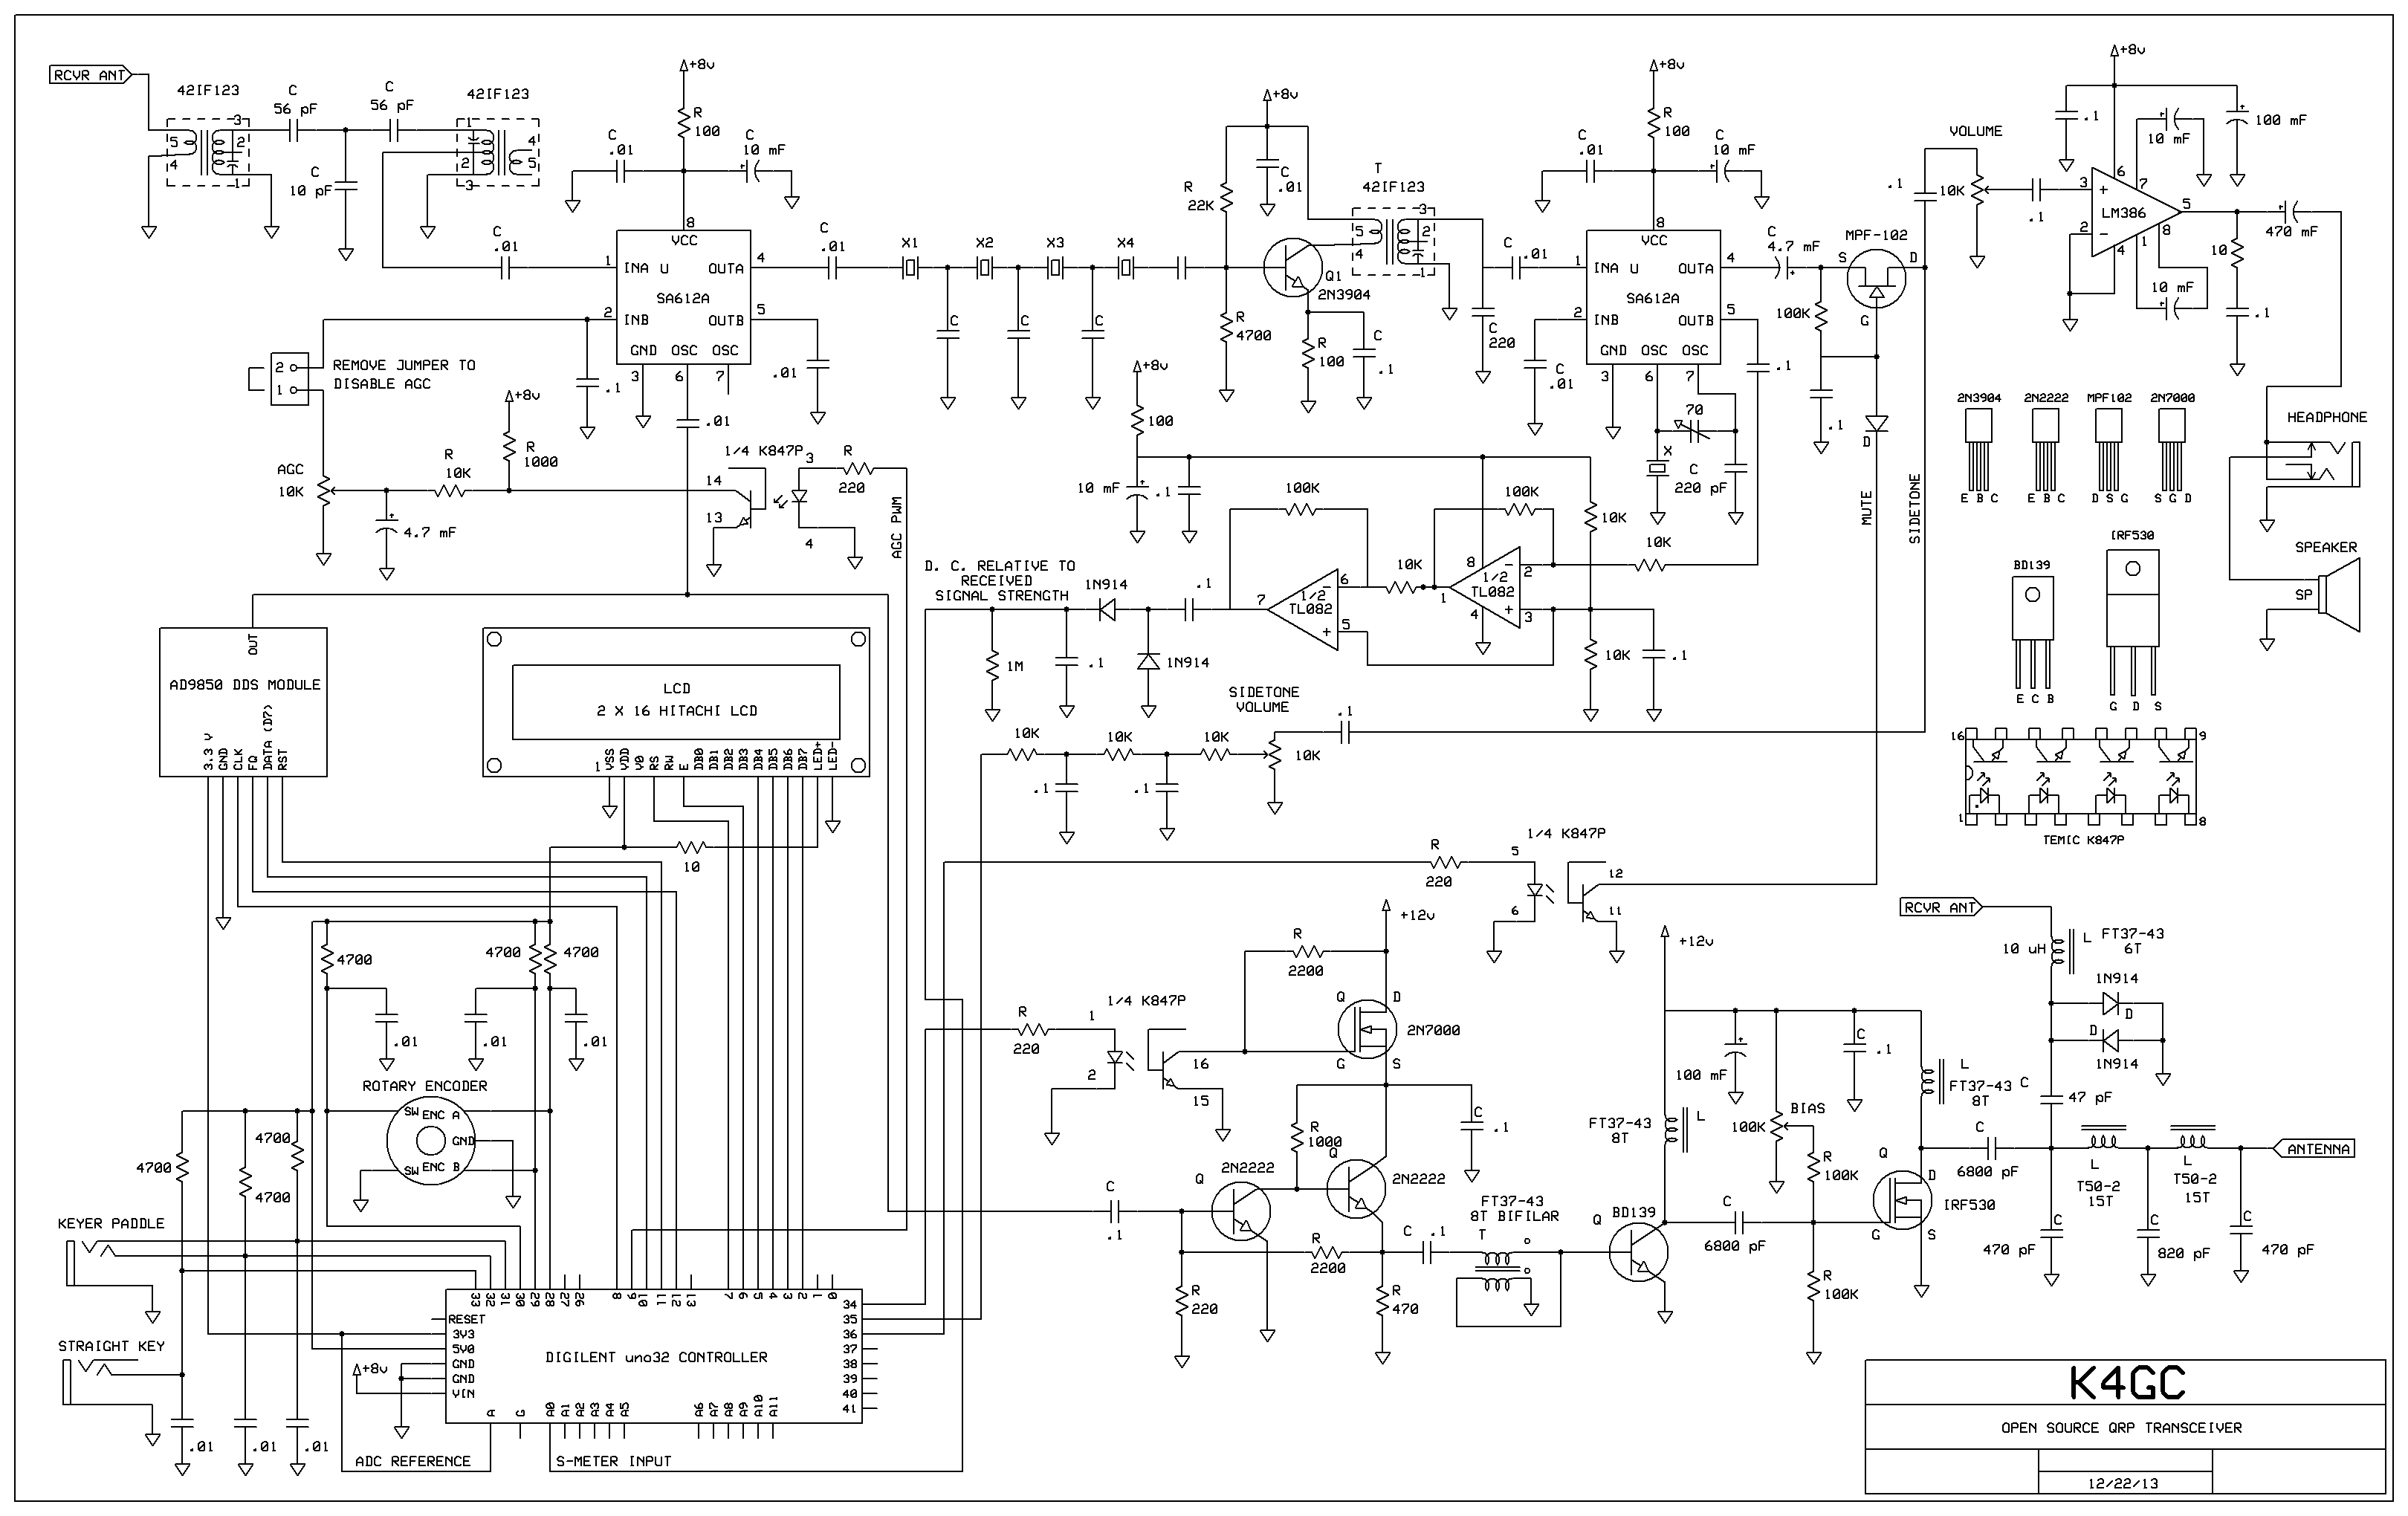 RCVR ANT
42IF123
C
56 pF
C
56 pF
42IF123
3
5
2
4
1
C
10 pF
1
4
2
5
3
+8v
R
100
C
.01
C
10 mF
8
VCC
1
INA U
OUTA
4
SA612A
2
INB
OUTB
5
GND OSC OSC
3
6
7
C
.01
C
.01
.01
.1
.01
X1
X2
X3
X4
C
C
C
+8v
R
22K
C
.01
R
4700
Q1
2N3904
R
100
C
.1
T
42IF123
3
5
2
4
1
C
220
C
.01
+8v
R
100
C
.01
C
10 mF
8
VCC
1
INA U
OUTA
4
SA612A
2
INB
OUTB
5
GND OSC OSC
3
6
7
C
.01
70
X
C
220 pF
.1
C
4.7 mF
MPF-102
S
D
G
100K
.1
D
MUTE
SIDETONE
VOLUME
.1
10K
.1
+8v
.1
10 mF
100 mF
3
+
6
7
LM386
5
2
-
4
1
8
10 mF
470 mF
10
.1
2
1
REMOVE JUMPER TO
DISABLE AGC
AGC
10K
R
10K
+8v
R
1000
4.7 mF
1/4 K847P
14
13
3
4
R
220
AGC PWM
+8v
100
10 mF
.1
100K
100K
10K
10K
10K
10K
.1
8
1/2
TL082
-
2
+
3
1
4
-
6
1/2
TL082
+
5
7
D. C. RELATIVE TO
RECEIVED
SIGNAL STRENGTH
1N914
.1
1M
.1
1N914
2N3904
2N2222
MPF102
2N7000
E B C
E B C
D S G
S G D
BD139
IRF530
E C B
G D S
HEADPHONE
SPEAKER
SP
16
9
1
8
TEMIC K847P
OUT
AD9850 DDS MODULE
3.3 V
GND
CLK
FQ
DATA (D7)
RST
LCD
2 X 16 HITACHI LCD
1
VSS
VDD
V0
RS
RW
E
DB0
DB1
DB2
DB3
DB4
DB5
DB6
DB7
LED+
LED-
10
SIDETONE
VOLUME
10K
10K
10K
10K
.1
.1
.1
1/4 K847P
R
220
5
6
12
11
+12v
R
2200
Q
D
2N7000
G
S
1/4 K847P
R
220
1
2
16
15
R
1000
C
.1
Q
2N2222
Q
2N2222
C
.1
R
220
R
2200
R
470
C
.1
FT37-43
8T BIFILAR
T
+12v
FT37-43
8T
L
Q
BD139
C
6800 pF
100 mF
BIAS
100K
C
.1
R
100K
R
100K
L
FT37-43
8T
Q
D
IRF530
G
S
C
6800 pF
RCVR ANT
10 uH
L
FT37-43
6T
1N914
D
D
1N914
C
47 pF
L
T50-2
15T
L
T50-2
15T
ANTENNA
C
470 pF
C
820 pF
C
470 pF
4700
4700
4700
.01
.01
.01
ROTARY ENCODER
SW
ENC A
GND
SW
ENC B
4700
4700
4700
KEYER PADDLE
STRAIGHT KEY
.01
.01
.01
33
32
31
30
29
28
27
26
8
9
10
11
12
13
7
6
5
4
3
2
1
0
RESET
3V3
5V0
GND
GND
VIN
+8v
DIGILENT uno32 CONTROLLER
34
35
36
37
38
39
40
41
A
G
A0
A1
A2
A3
A4
A5
A6
A7
A8
A9
A10
A11
ADC REFERENCE
S-METER INPUT
K4GC
OPEN SOURCE QRP TRANSCEIVER
12/22/13